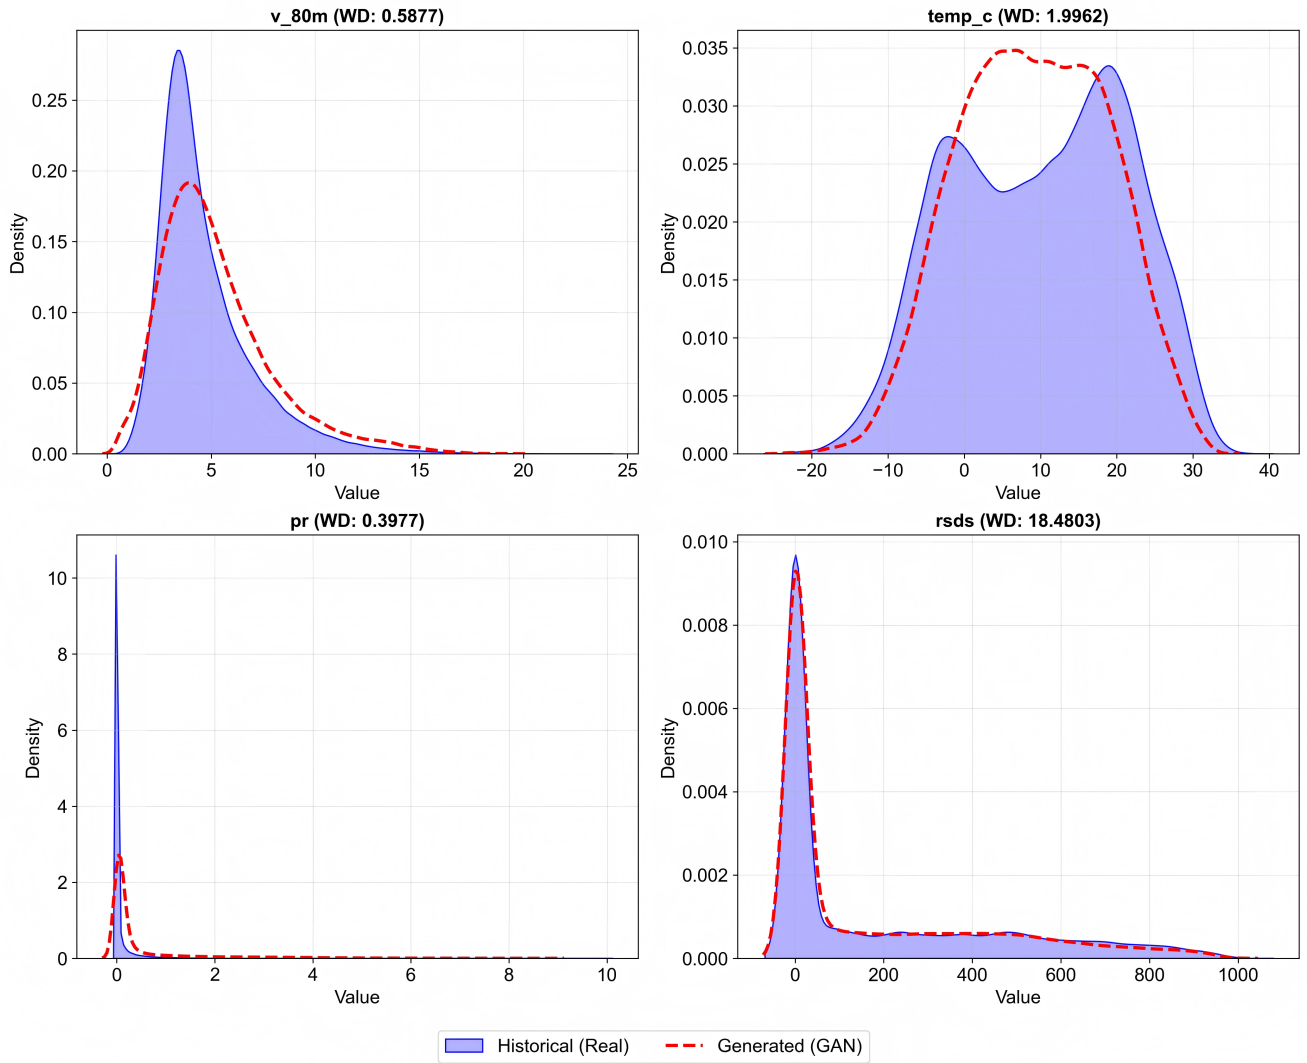 v_80m (WD: 0.5877)
Density
0.25
0.20
0.15
0.10
0.05
0.00
0 5 10 15 20 25
Value
temp_c (WD: 1.9962)
Density
0.035
0.030
0.025
0.020
0.015
0.010
0.005
0.000
−20 −10 0 10 20 30 40
Value
pr (WD: 0.3977)
Density
10
8
6
4
2
0
0 2 4 6 8 10
Value
rsds (WD: 18.4803)
Density
0.010
0.008
0.006
0.004
0.002
0.000
0 200 400 600 800 1000
Value
Historical (Real) Generated (GAN)